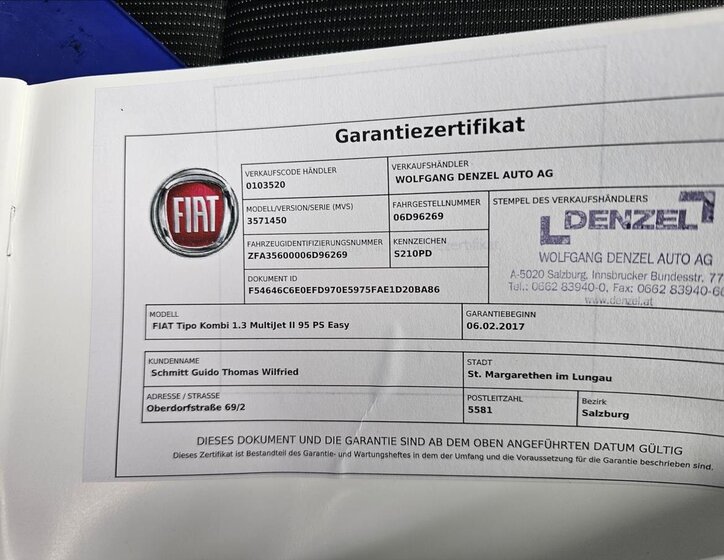 Garantiezertifikat
FIAT
VERKAUFSCODE HÄNDLER
0103520
VERKAUFSHÄNDLER
WOLFGANG DENZEL AUTO AG
MODELL/VERSION/SERIE (MVS)
3571450
FAHRGESTELLNUMMER
06D96269
STEMPEL DES VERKAUFSHÄNDLERS
DENZEL
WOLFGANG DENZEL AUTO AG
A-5020 Salzburg, Innsbrucker Bundesstr. 77
Tel.: 0662 83940-0, Fax: 0662 83940-60
www.denzel.at
FAHRZEUGIDENTIFIZIERUNGSNUMMER
ZFA35600006D96269
KENNZEICHEN
S210PD
DOKUMENT ID
F54646C6E0EFD970E5975FAE1D20BA86
MODELL
FIAT Tipo Kombi 1.3 MultiJet II 95 PS Easy
GARANTIEBEGINN
06.02.2017
KUNDENNAME
Schmitt Guido Thomas Wilfried
STADT
St. Margarethen im Lungau
ADRESSE / STRASSE
Oberdorfstraße 69/2
POSTLEITZAHL
5581
Bezirk
Salzburg
DIESES DOKUMENT UND DIE GARANTIE SIND AB DEM OBEN ANGEFÜHRTEN DATUM GÜLTIG
Dieses Zertifikat ist Bestandteil des Garantie- und Wartungsheftes in dem der Umfang und die Voraussetzung für die Garantie beschrieben sind.